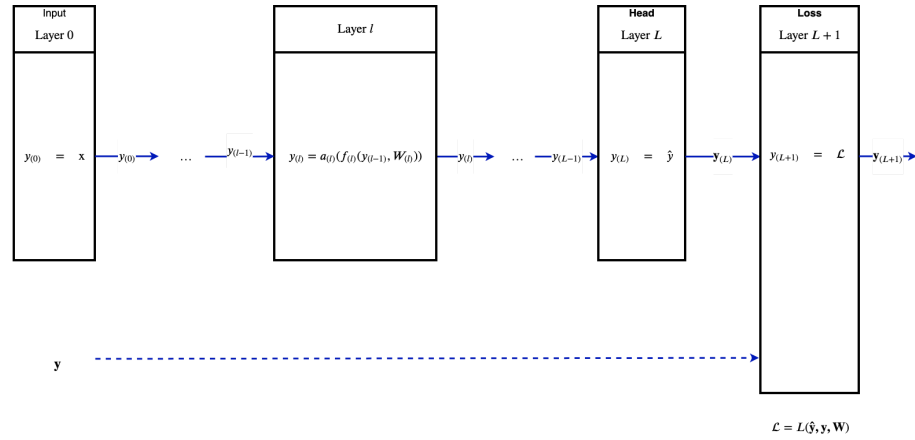 Input
Layer 0
Layer l
Head
Layer L
Loss
Layer L + 1
y(0) = x
y(0)
...
y(l−1)
y(l) = a(l)(f(l)(y(l−1), W(l)))
y(l)
...
y(L−1)
y(L) = ŷ
y(L)
y(L+1) = ℒ
y(L+1)
y
ℒ = L(ŷ, y, W)